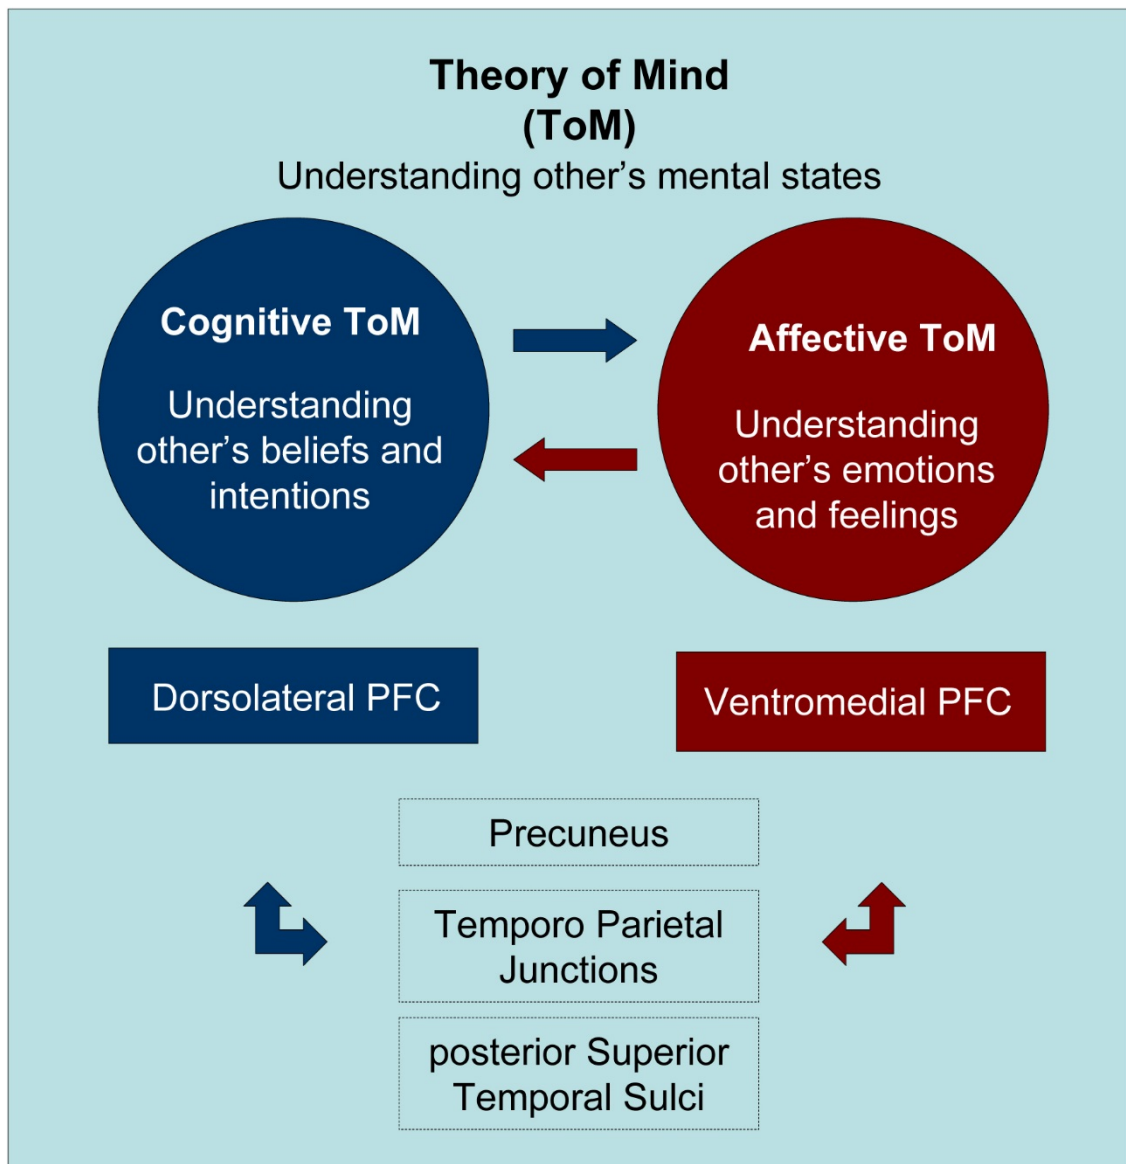 Theory of Mind
(ToM)
Understanding other's mental states
Cognitive ToM
Understanding
other's beliefs and
intentions
Affective ToM
Understanding
other's emotions
and feelings
Dorsolateral PFC
Ventromedial PFC
Precuneus
Temporo Parietal
Junctions
posterior Superior
Temporal Sulci